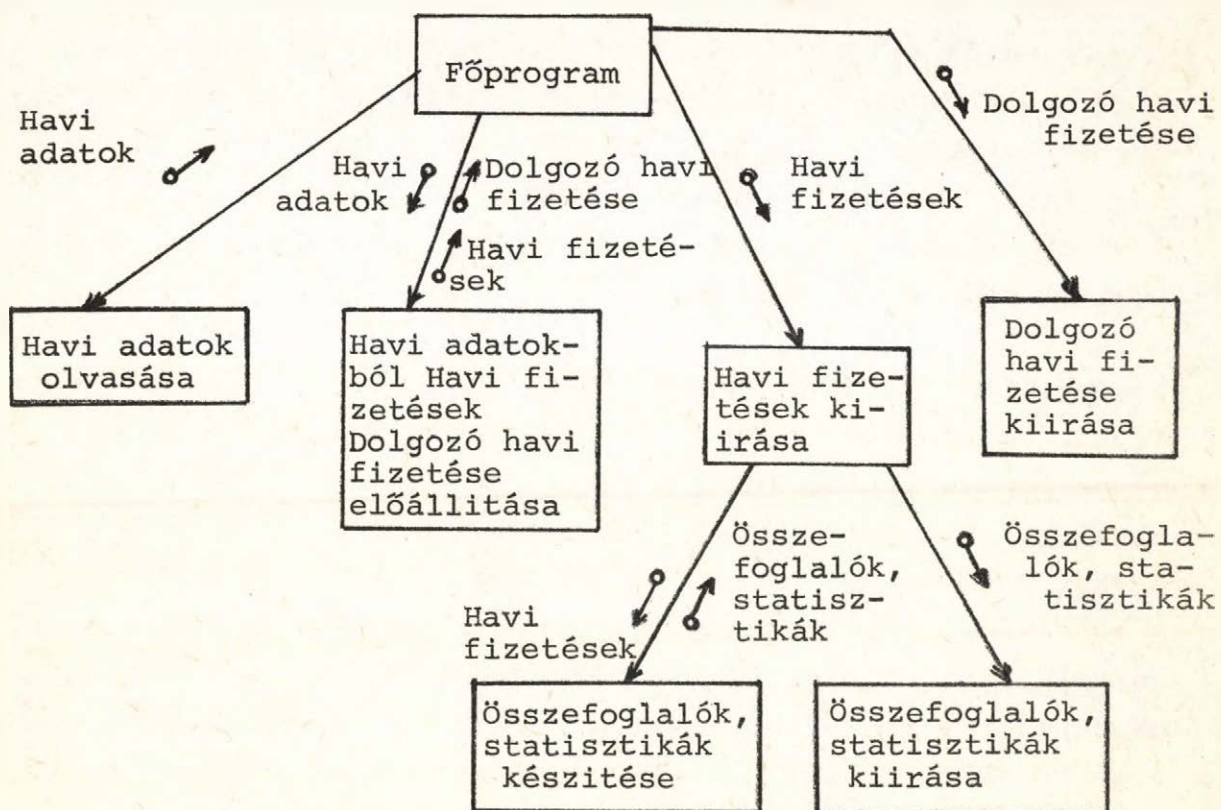 Főprogram
Havi
adatok
Havi
adatok
Dolgozó havi
fizetése
Havi fizeté-
sek
Havi
fizetések
Dolgozó havi
fizetése
Havi adatok
olvasása
Havi adatok-
ból Havi fi-
zetések
Dolgozó havi
fizetése
előállitása
Havi fize-
tések ki-
irása
Dolgozó
havi fi-
zetése
kiirása
Havi
fizetések
Össze-
foglalók,
statisz-
tikák
Összefogla-
lók, sta-
tisztikák
Összefoglalók,
statisztikák
készitése
Összefoglalók,
statisztikák
kiirása